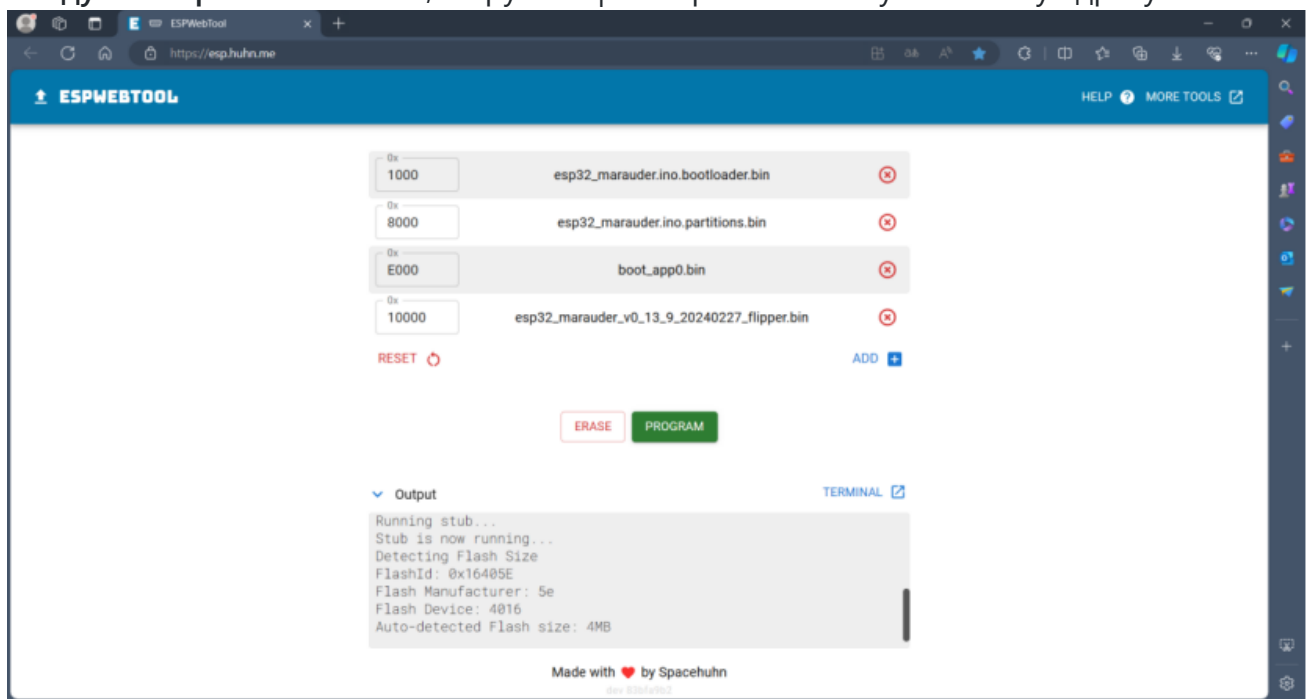 ESPWebTool
https://esp.huhn.me
ESPWEBTOOL
HELP
MORE TOOLS
0x
1000
esp32_marauder.ino.bootloader.bin
0x
8000
esp32_marauder.ino.partitions.bin
0x
E000
boot_app0.bin
0x
10000
esp32_marauder_v0_13_9_20240227_flipper.bin
RESET
ADD
ERASE
PROGRAM
Output
TERMINAL
Running stub...
Stub is now running...
Detecting Flash Size
FlashId: 0x16405E
Flash Manufacturer: 5e
Flash Device: 4016
Auto-detected Flash size: 4MB
Made with ❤ by Spacehuhn